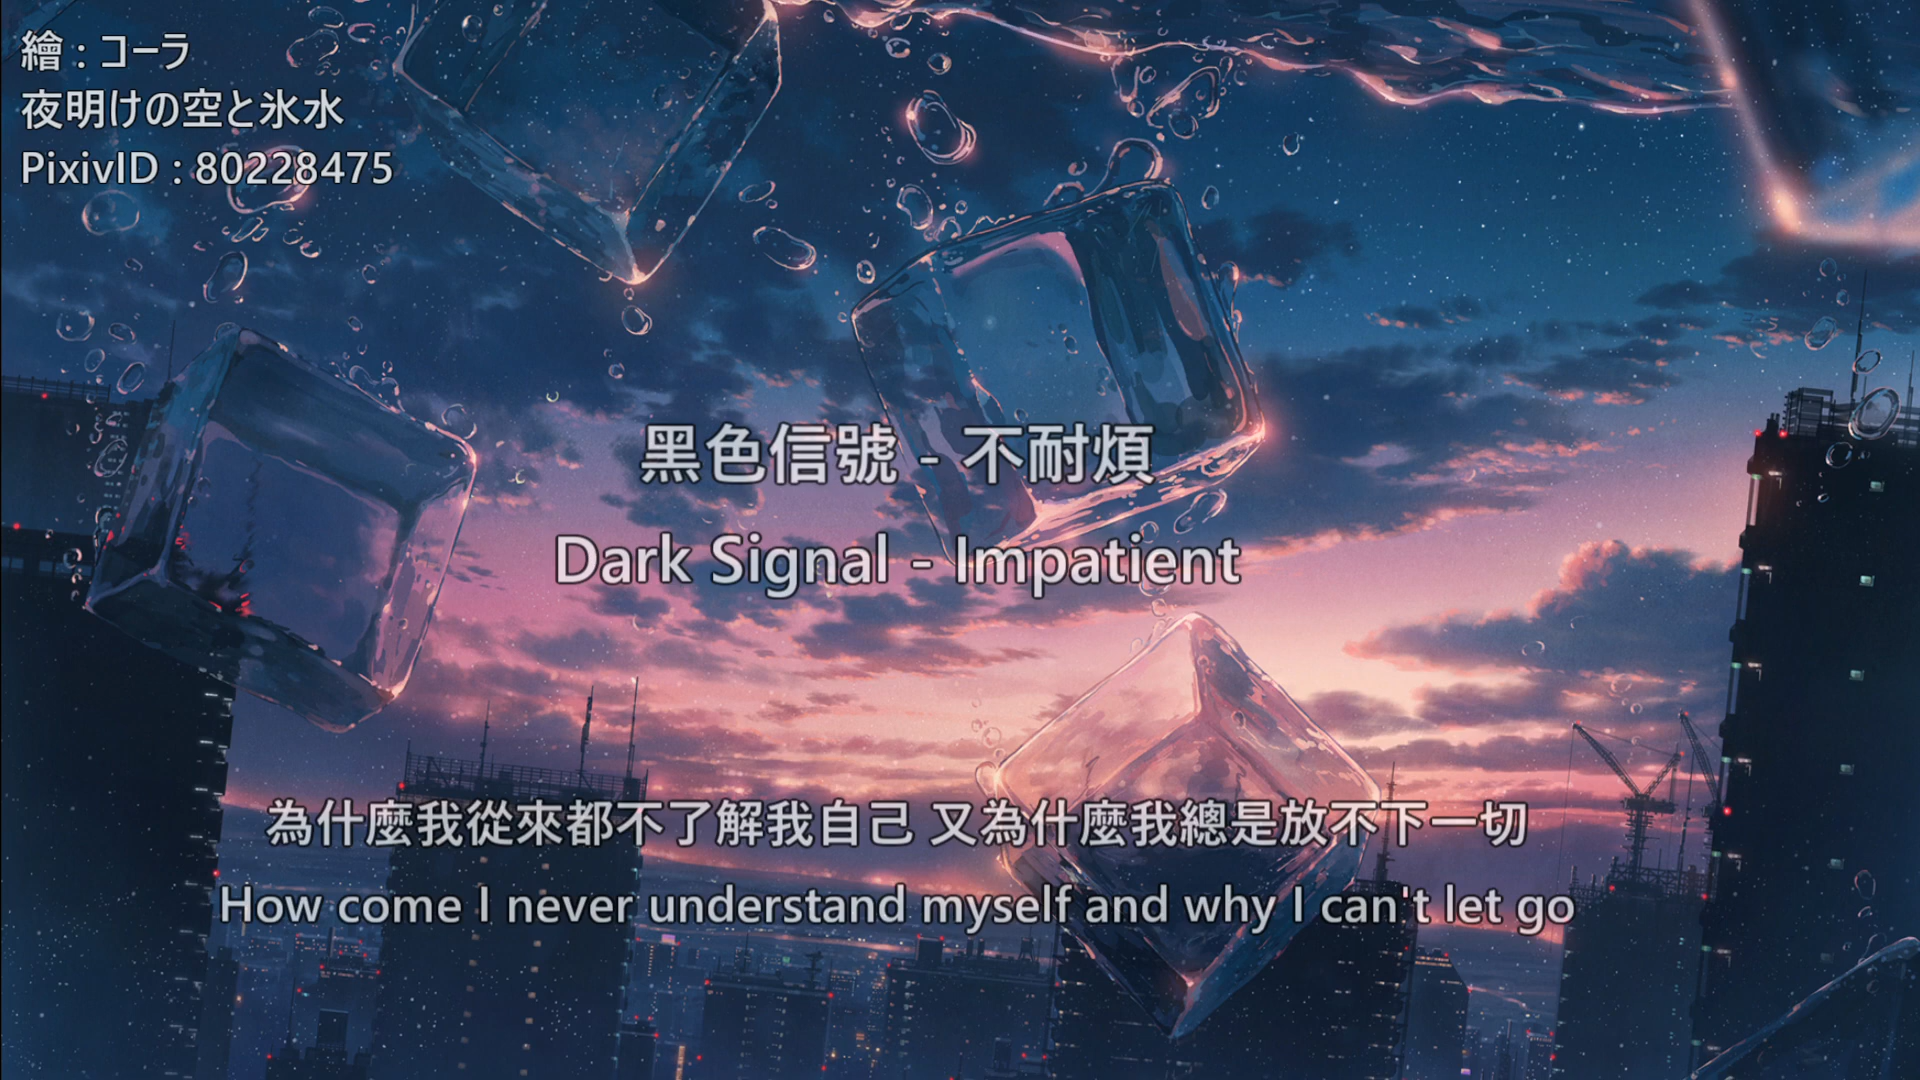 繪 : コーラ
夜明けの空と氷水
PixivID : 80228475
黑色信號 - 不耐煩
Dark Signal - Impatient
為什麼我從來都不了解我自己 又為什麼我總是放不下一切
How come I never understand myself and why I can't let go